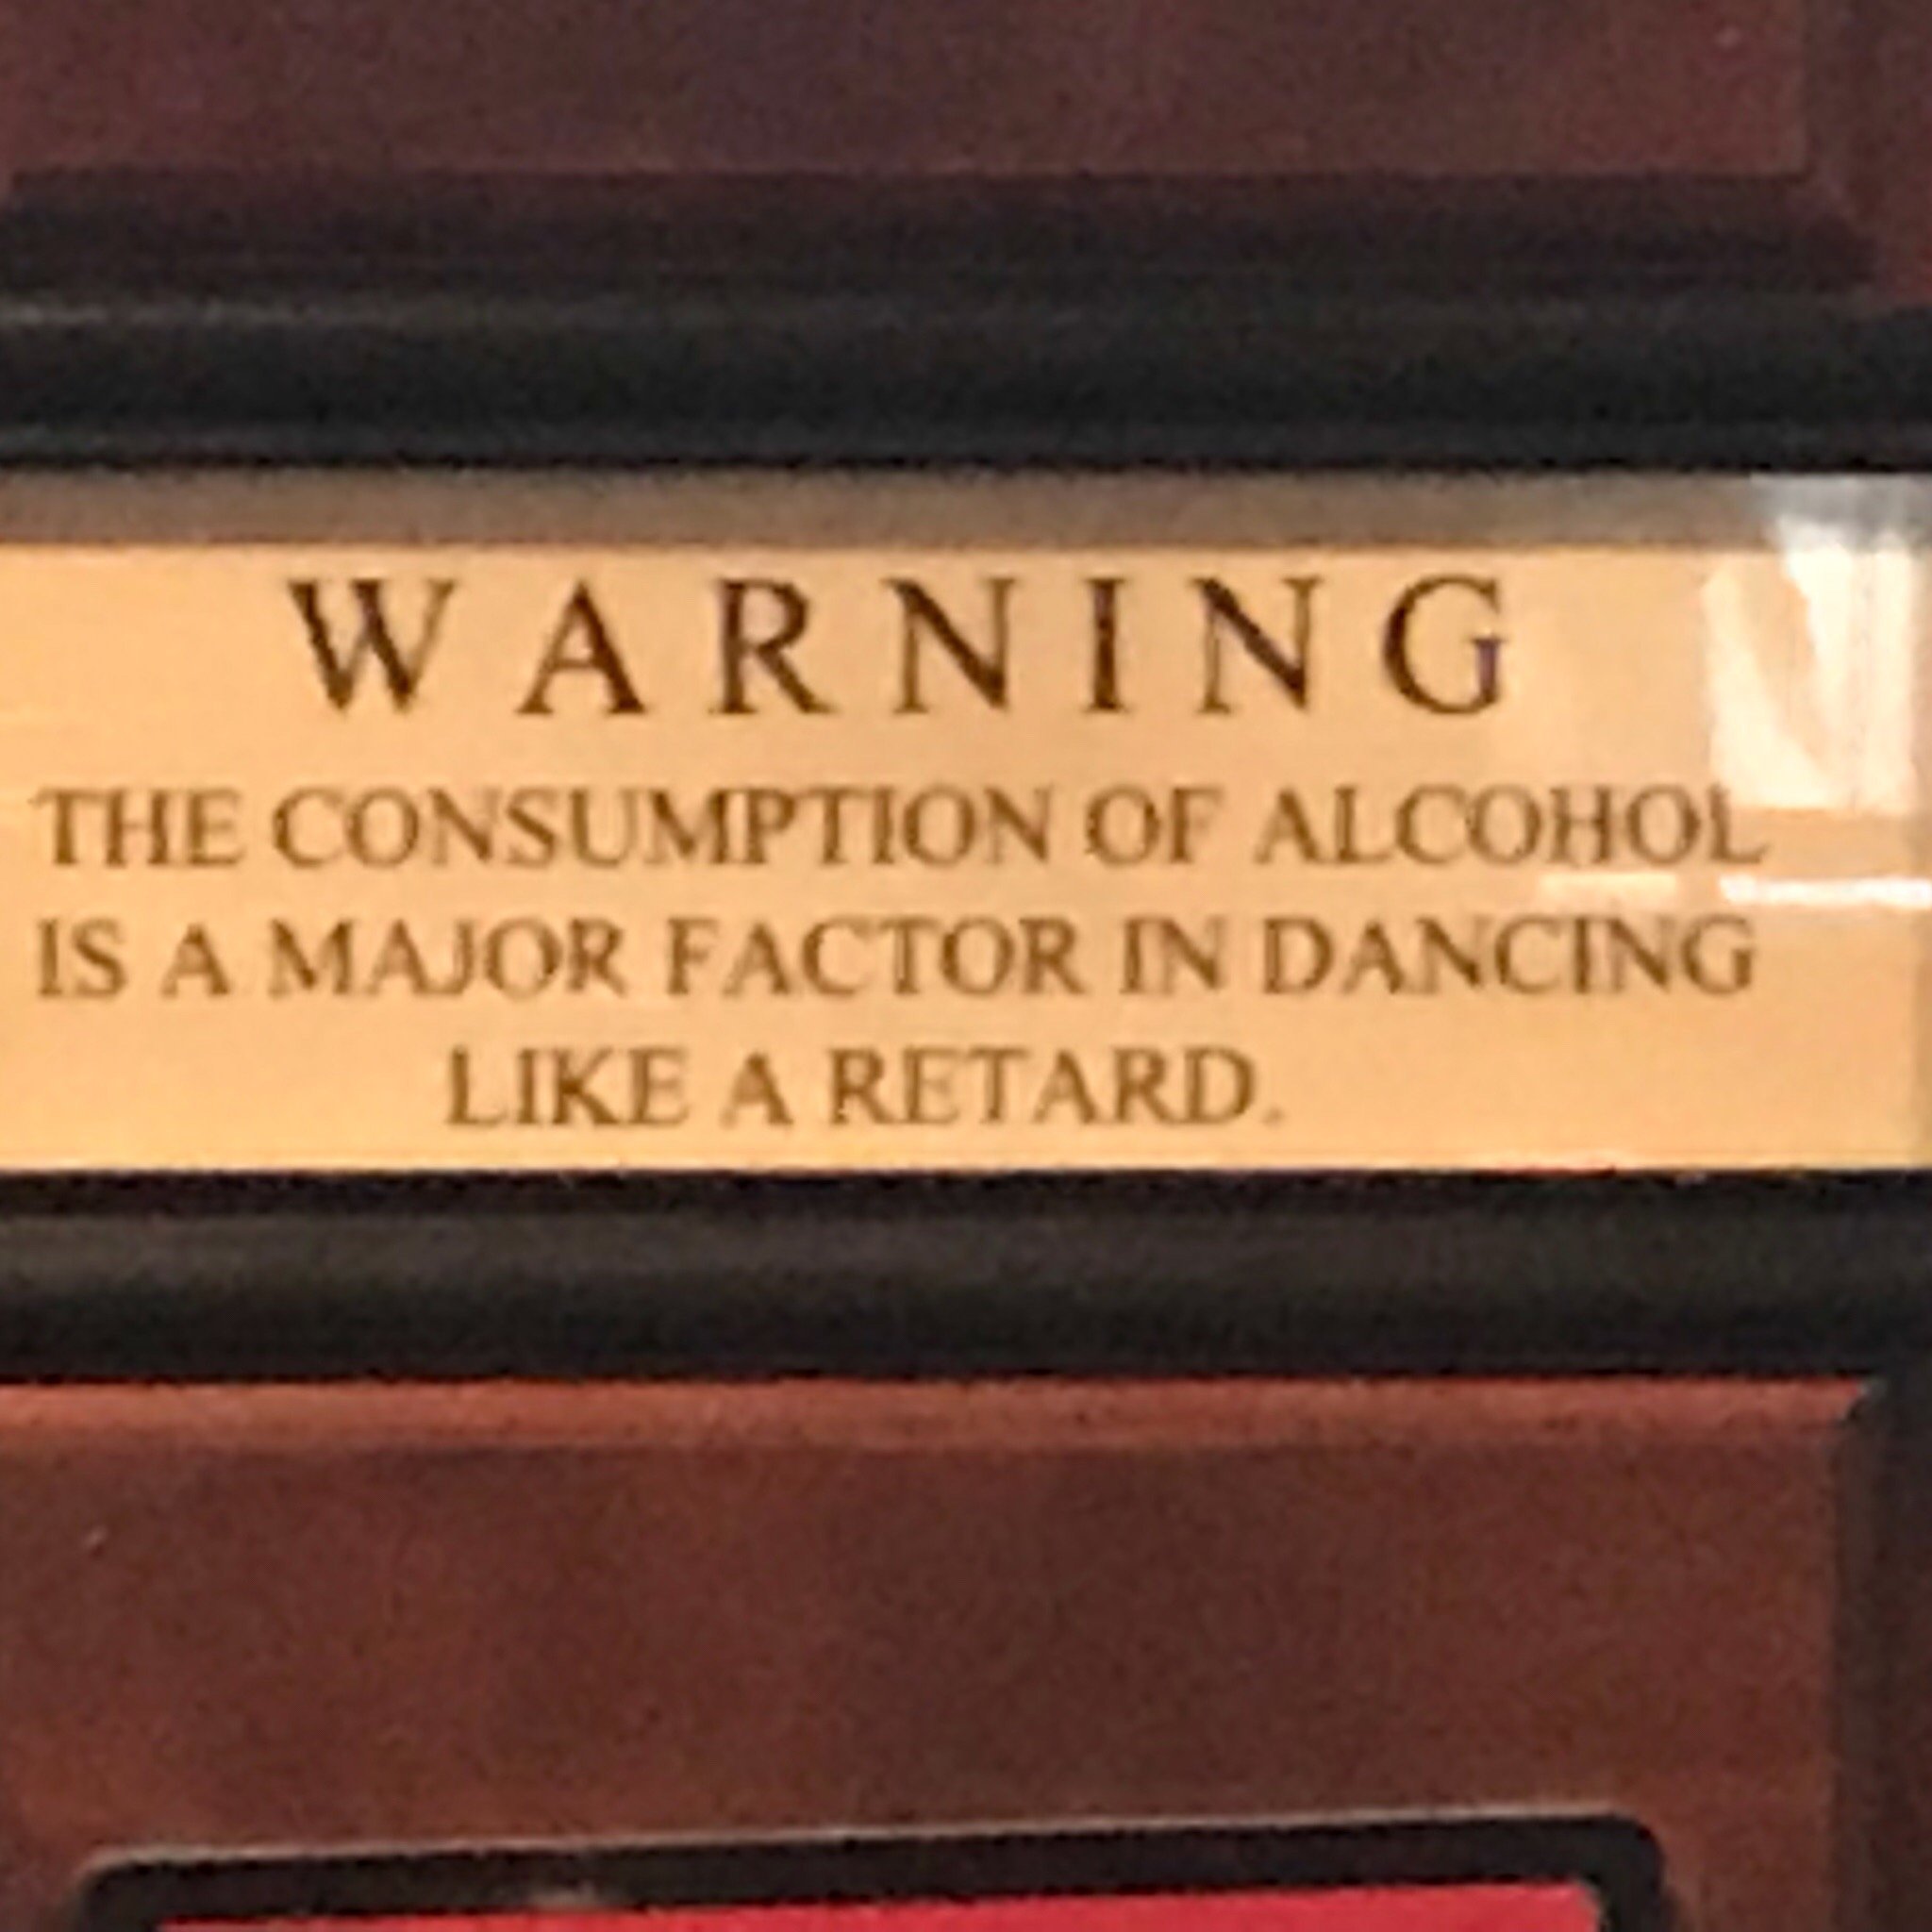 WARNING
THE CONSUMPTION OF ALCOHOL
IS A MAJOR FACTOR IN DANCING
LIKE A RETARD.